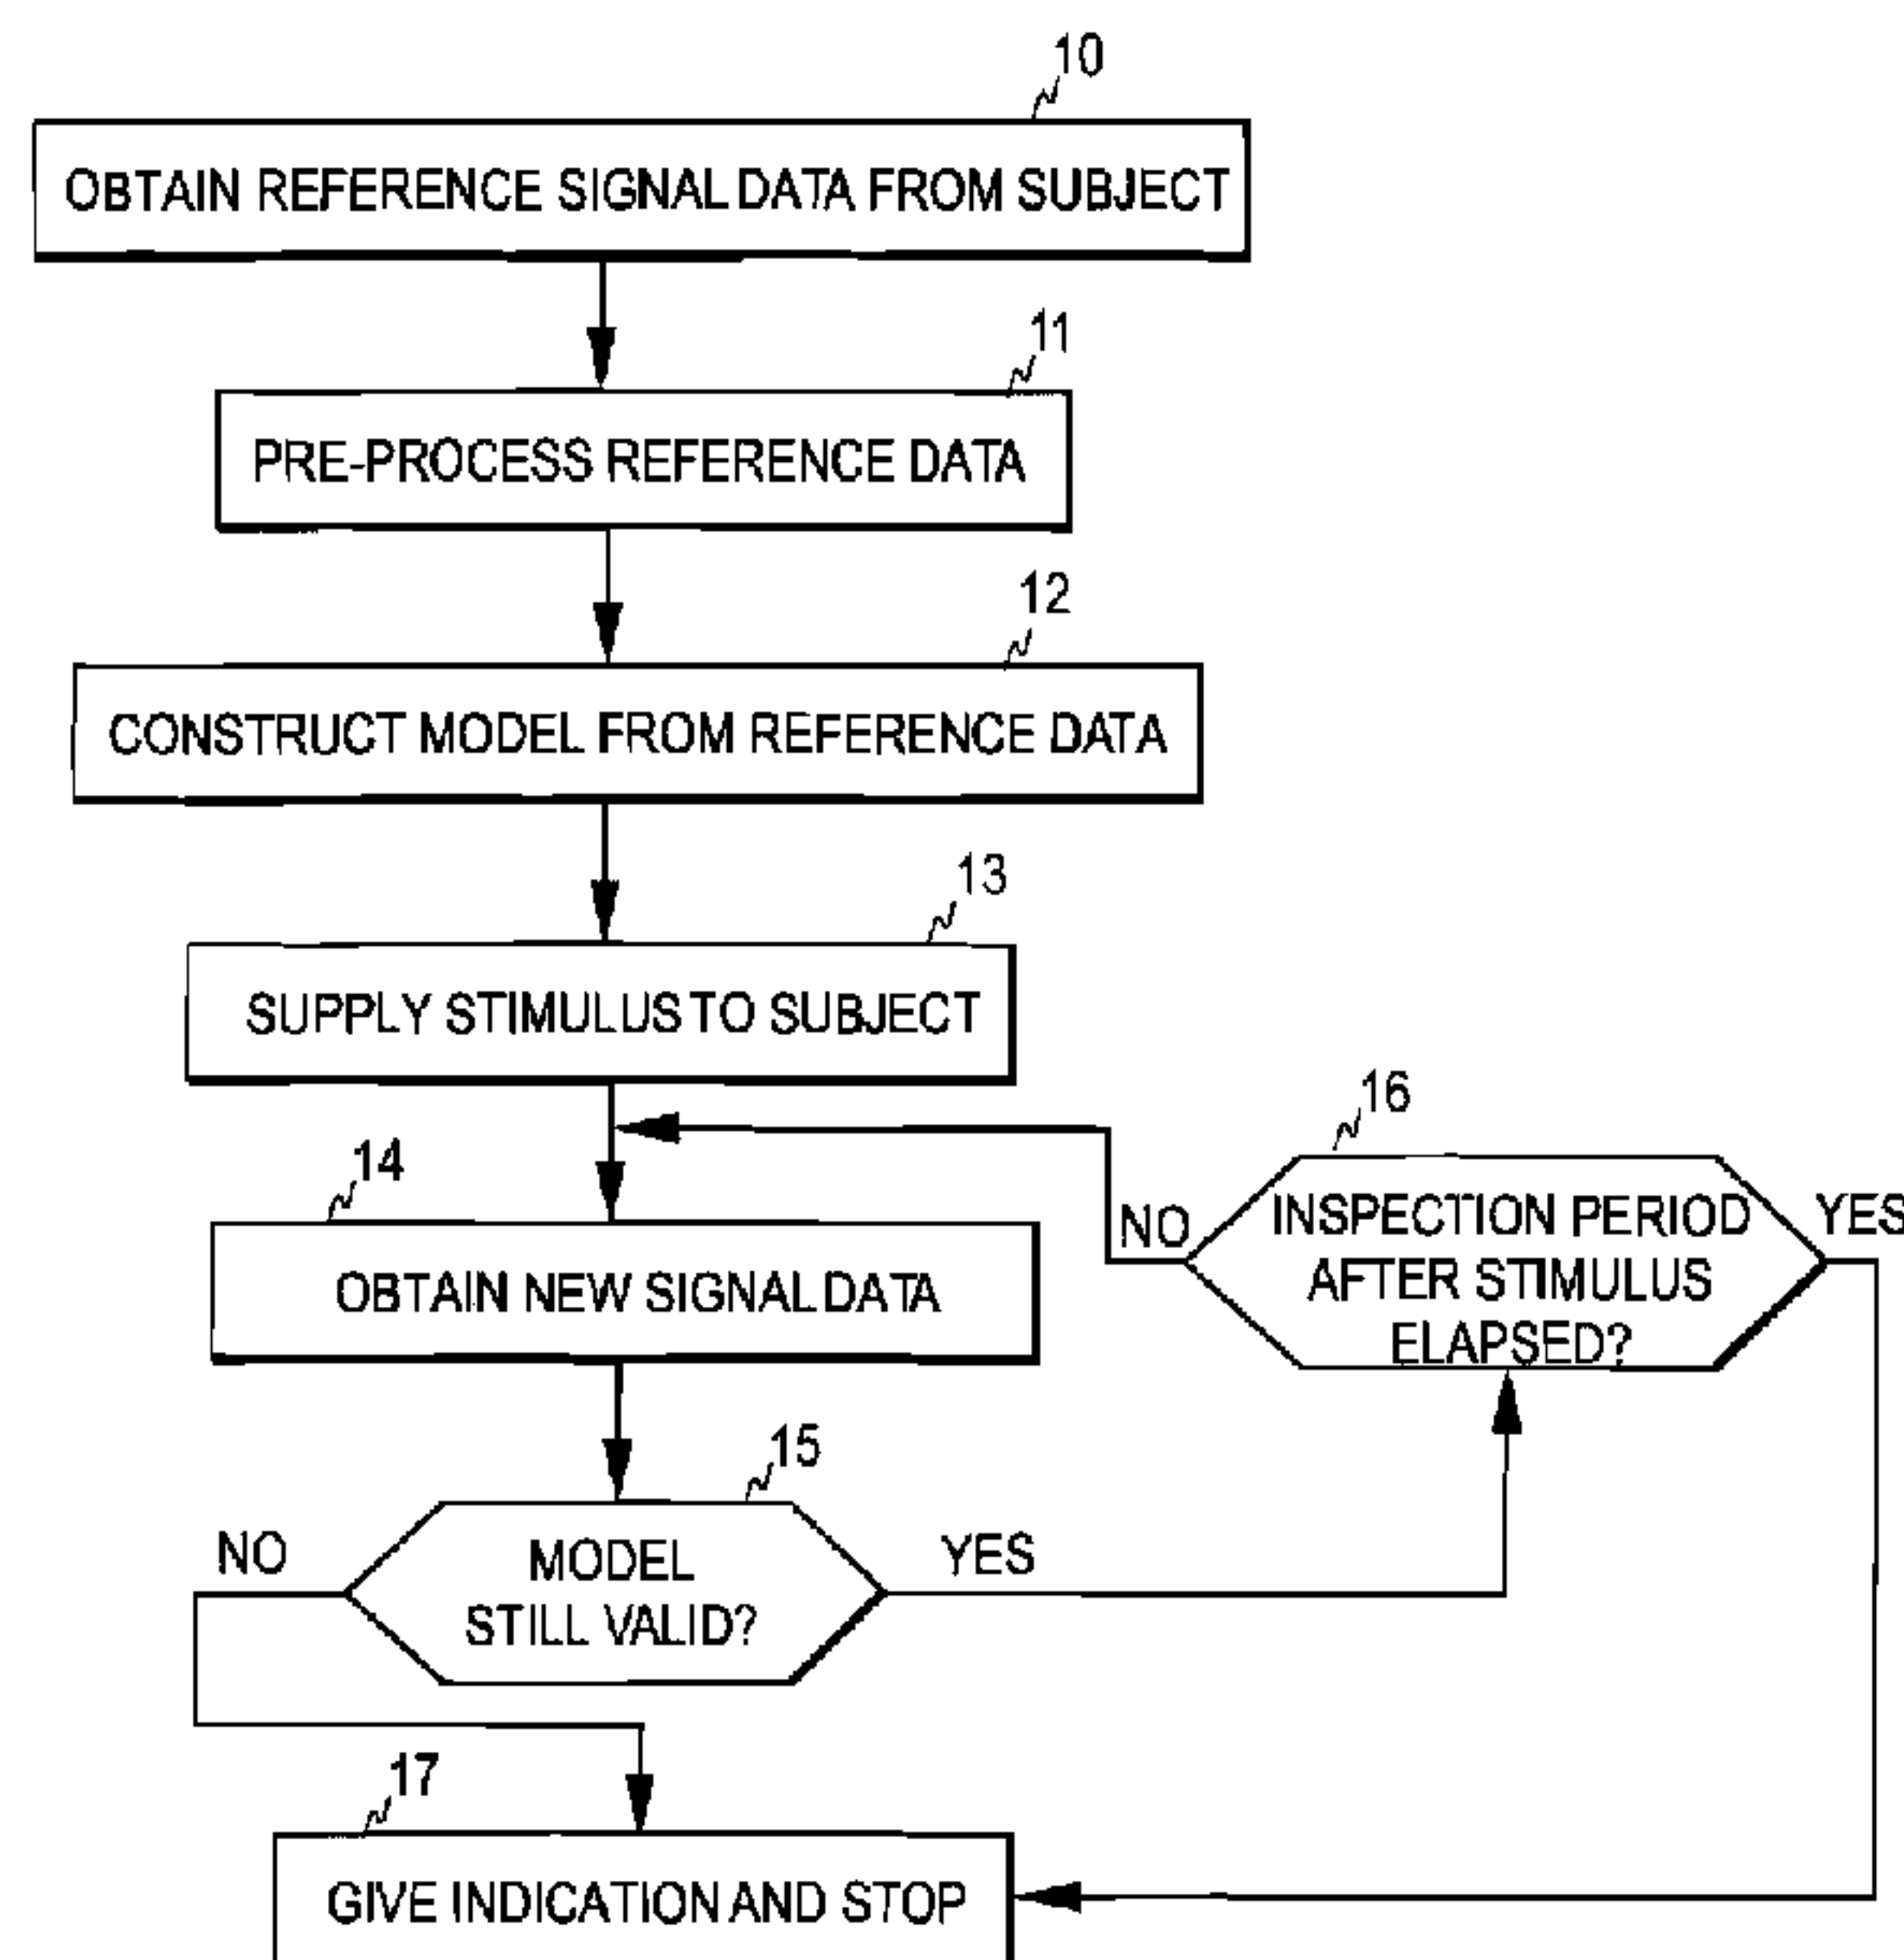 10
OBTAIN REFERENCE SIGNAL DATA FROM SUBJECT
11
PRE-PROCESS REFERENCE DATA
12
CONSTRUCT MODEL FROM REFERENCE DATA
13
SUPPLY STIMULUS TO SUBJECT
14
OBTAIN NEW SIGNAL DATA
15
MODEL
STILL VALID?
NO
YES
16
INSPECTION PERIOD
AFTER STIMULUS
ELAPSED?
NO
YES
17
GIVE INDICATION AND STOP